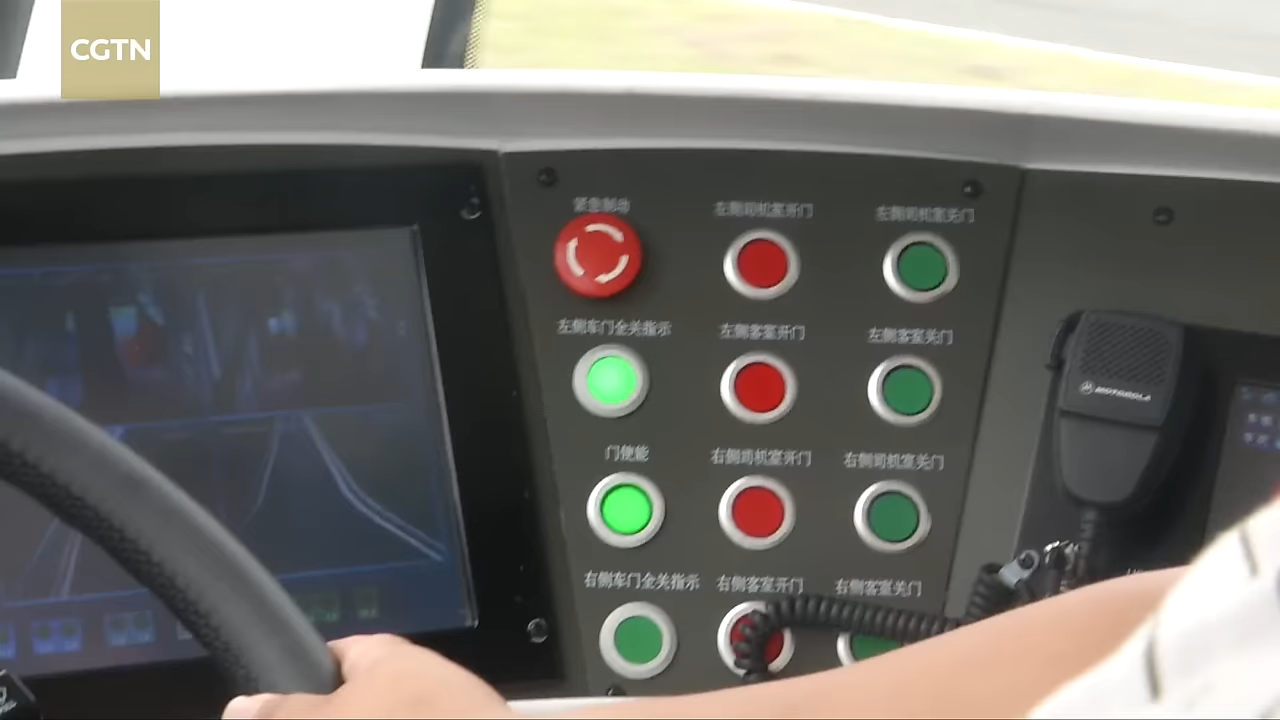 CGTN
紧急制动
左侧司机室开门
左侧司机室关门
左侧车门全关指示
左侧客室开门
左侧客室关门
门使能
右侧司机室开门
右侧司机室关门
右侧车门全关指示
右侧客室开门
右侧客室关门
MOTOROLA